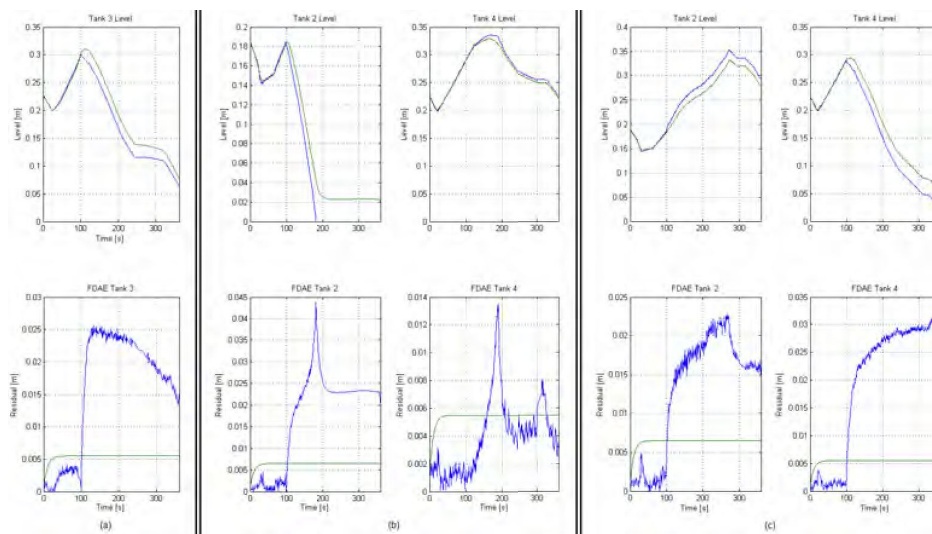 Tank 3 Level
0.35
0.3
0.25
0.2
0.15
0.1
0.05
0
Level [m]
0 100 200 300
Time [s]
FDAE Tank 3
0.03
0.025
0.02
0.015
0.01
0.005
0
Residual [m]
0 100 200 300
Time [s]
(a)
Tank 2 Level
0.2
0.18
0.16
0.14
0.12
0.1
0.08
0.06
0.04
0.02
0
Level [m]
0 100 200 300
Tank 4 Level
0.35
0.3
0.25
0.2
0.15
0.1
0.05
0
Level [m]
0 100 200 300
FDAE Tank 2
0.045
0.04
0.035
0.03
0.025
0.02
0.015
0.01
0.005
0
Residual [m]
0 100 200 300
Time [s]
FDAE Tank 4
0.014
0.012
0.01
0.008
0.006
0.004
0.002
0
Residual [m]
0 100 200 300
Time [s]
(b)
Tank 2 Level
0.4
0.35
0.3
0.25
0.2
0.15
0.1
0.05
0
Level [m]
0 100 200 300
Tank 4 Level
0.35
0.3
0.25
0.2
0.15
0.1
0.05
0
Level [m]
0 100 200 300
FDAE Tank 2
0.025
0.02
0.015
0.01
0.005
0
Residual [m]
0 100 200 300
Time [s]
FDAE Tank 4
0.035
0.03
0.025
0.02
0.015
0.01
0.005
0
Residual [m]
0 100 200 300
Time [s]
(c)